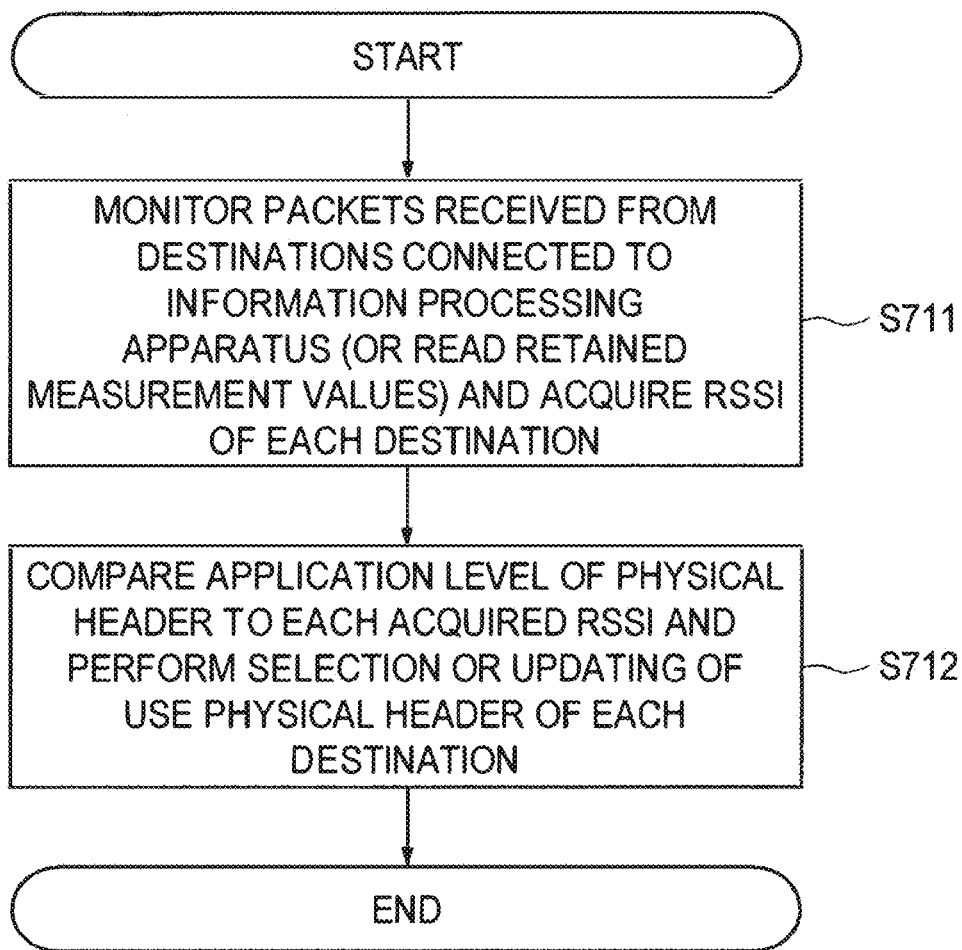 START
MONITOR PACKETS RECEIVED FROM
DESTINATIONS CONNECTED TO
INFORMATION PROCESSING
APPARATUS (OR READ RETAINED
MEASUREMENT VALUES) AND ACQUIRE RSSI
OF EACH DESTINATION
S711
COMPARE APPLICATION LEVEL OF PHYSICAL
HEADER TO EACH ACQUIRED RSSI AND
PERFORM SELECTION OR UPDATING OF
USE PHYSICAL HEADER OF EACH
DESTINATION
S712
END